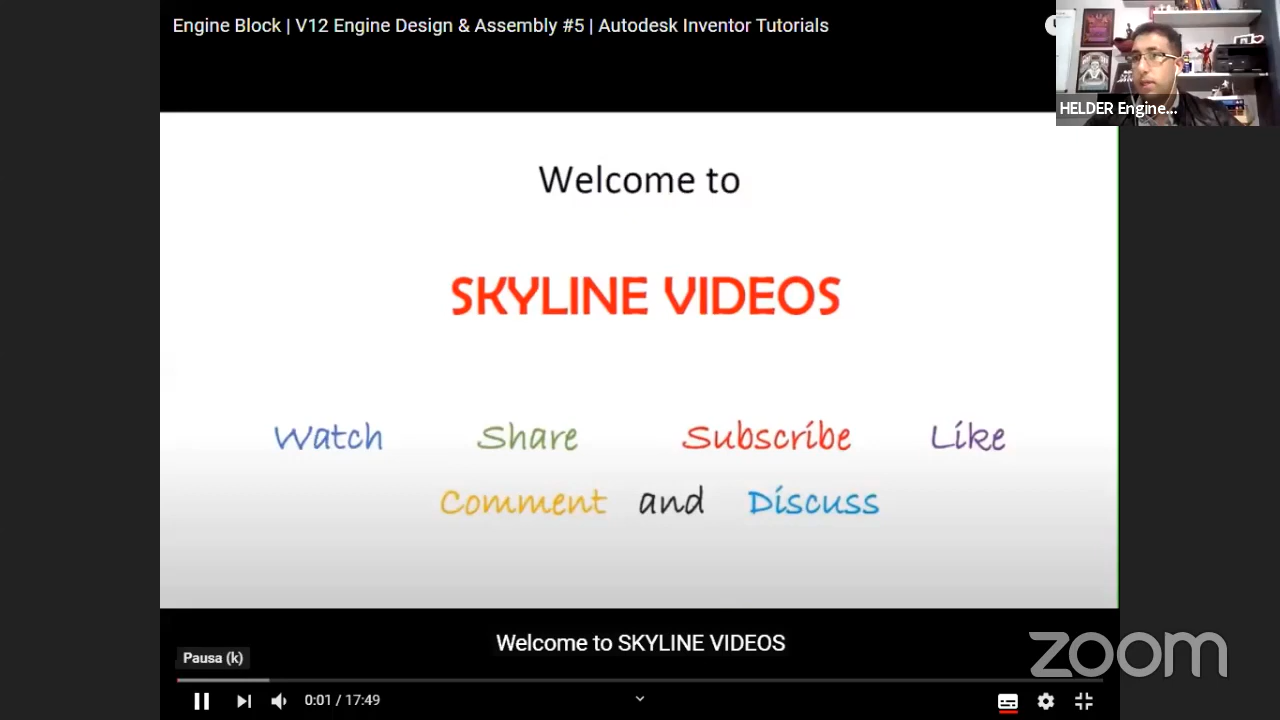 Engine Block | V12 Engine Design & Assembly #5 | Autodesk Inventor Tutorials
HELDER Engine...
Welcome to
SKYLINE VIDEOS
Watch Share Subscribe Like
Comment and Discuss
Welcome to SKYLINE VIDEOS
Pausa (k)
0:01 / 17:49
zoom